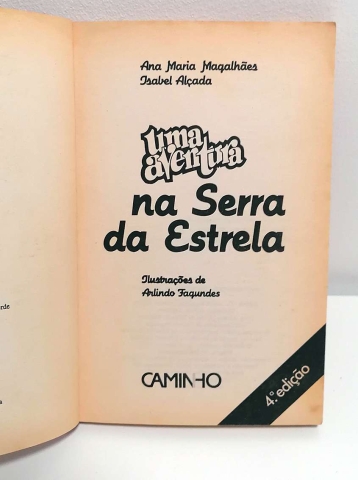 Ana Maria Magalhães
Isabel Alçada
uma
aventura
na Serra
da Estrela
Ilustrações de
Arlindo Fagundes
CAMINHO
4.ª edição